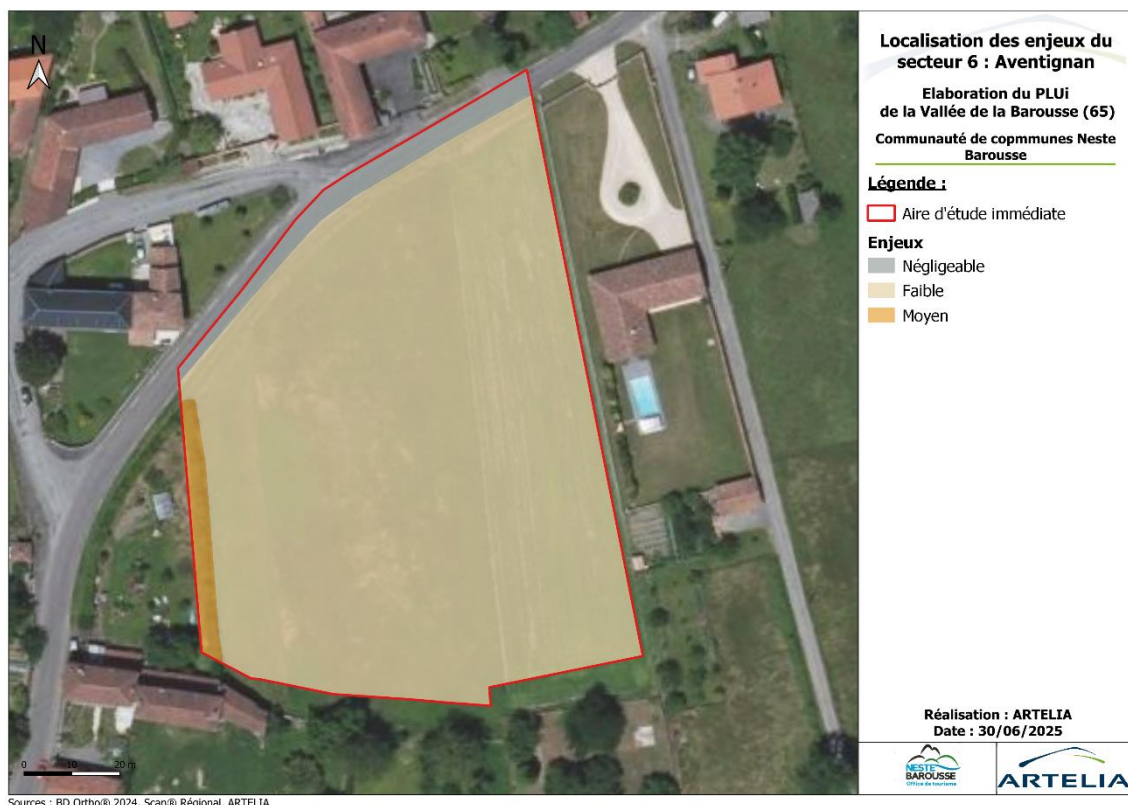 N
0 10 20 m
Sources : BD Ortho® 2024, Scan® Régional, ARTELIA
Localisation des enjeux du
secteur 6 : Aventignan
Elaboration du PLUi
de la Vallée de la Barousse (65)
Communauté de copmmunes Neste
Barousse
Légende :
Aire d'étude immédiate
Enjeux
Négligeable
Faible
Moyen
Réalisation : ARTELIA
Date : 30/06/2025
NESTE
BAROUSSE
Office de tourisme
ARTELIA